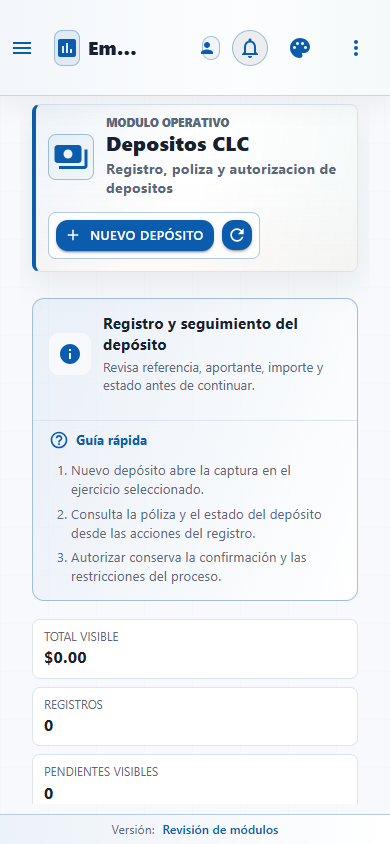 Em...
MODULO OPERATIVO
Depositos CLC
Registro, poliza y autorizacion de
depositos
NUEVO DEPÓSITO
Registro y seguimiento del
depósito
Revisa referencia, aportante, importe y
estado antes de continuar.
Guía rápida
1. Nuevo depósito abre la captura en el
ejercicio seleccionado.
2. Consulta la póliza y el estado del depósito
desde las acciones del registro.
3. Autorizar conserva la confirmación y las
restricciones del proceso.
TOTAL VISIBLE
$0.00
REGISTROS
0
PENDIENTES VISIBLES
0
Versión: Revisión de módulos